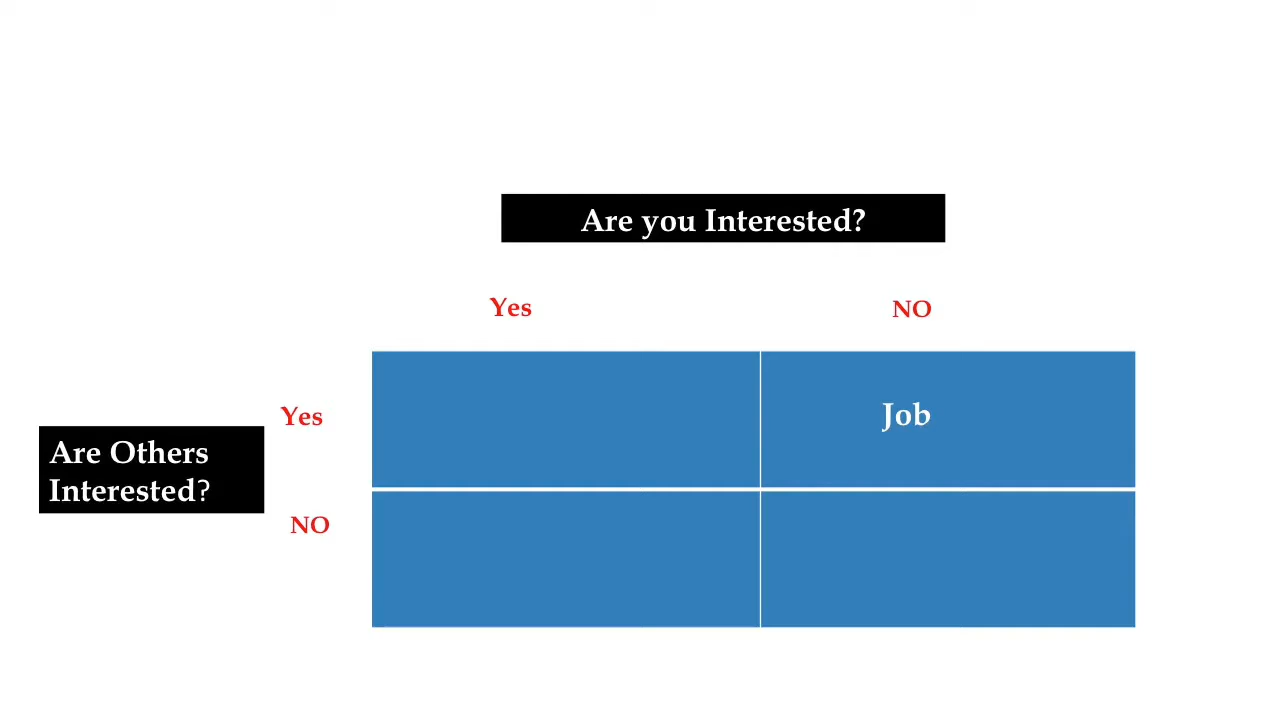 Are you Interested?
Yes
NO
Yes
Job
Are Others
Interested?
NO